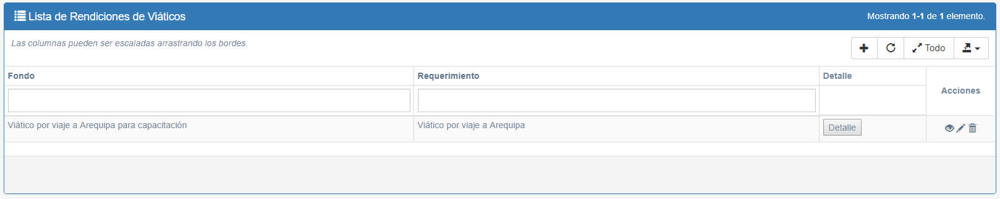 Lista de Rendiciones de Viáticos
Mostrando 1-1 de 1 elemento.
Las columnas pueden ser escaladas arrastrando los bordes.
Todo
Fondo Requerimiento Detalle
Acciones
Viático por viaje a Arequipa para capacitación Viático por viaje a Arequipa Detalle